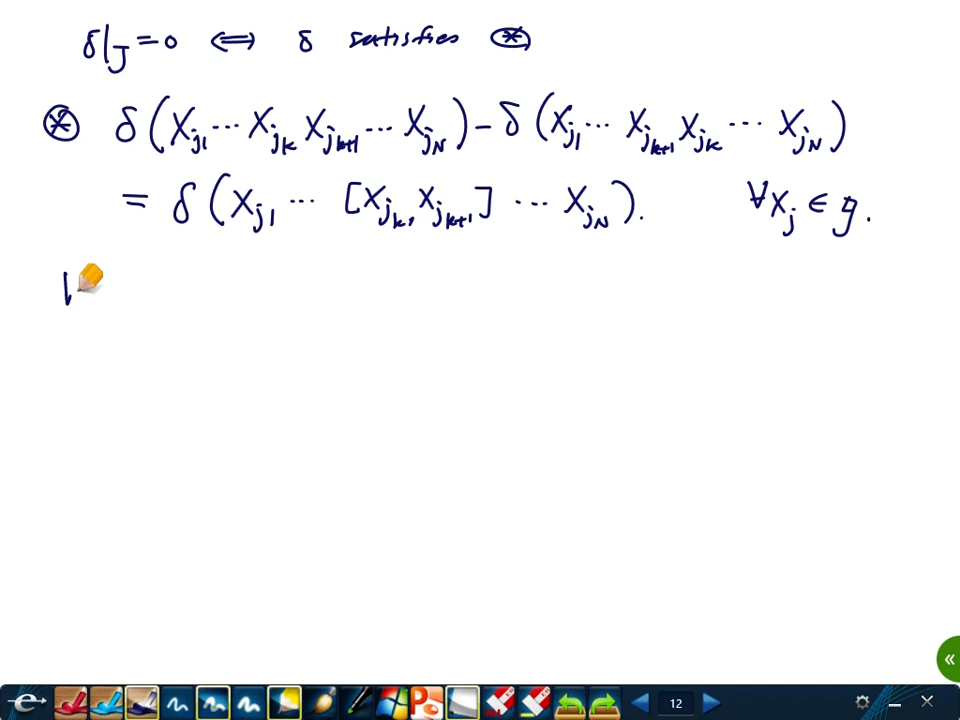 δ|_J = 0 ⟺ δ satisfies ⊛
⊛ δ(X_{j_1} ⋯ X_{j_k} X_{j_{k+1}} ⋯ X_{j_N}) − δ(X_{j_1} ⋯ X_{j_{k+1}} X_{j_k} ⋯ X_{j_N})
= δ(X_{j_1} ⋯ [X_{j_k}, X_{j_{k+1}}] ⋯ X_{j_N}). ∀X_j ∈ g.
12